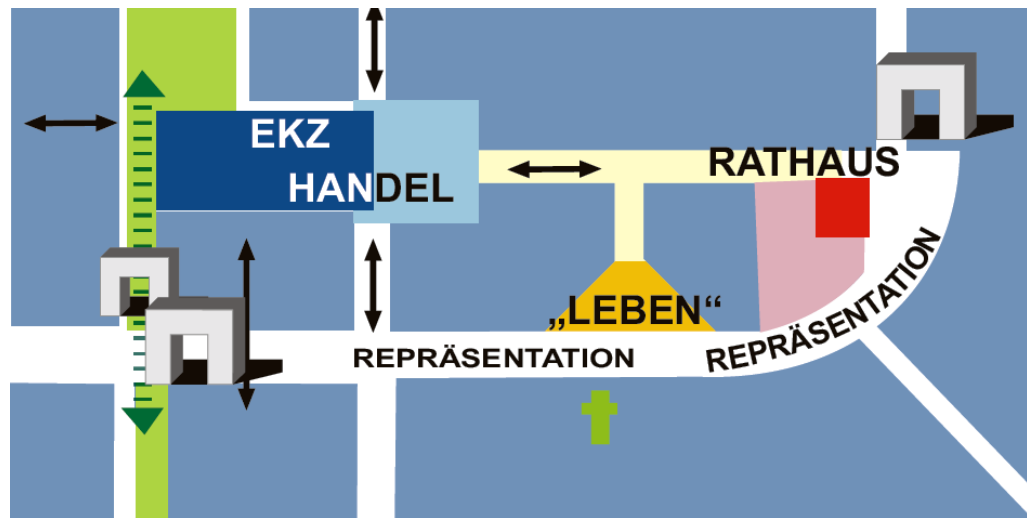 EKZ
HANDEL
RATHAUS
„LEBEN“
REPRÄSENTATION
REPRÄSENTATION